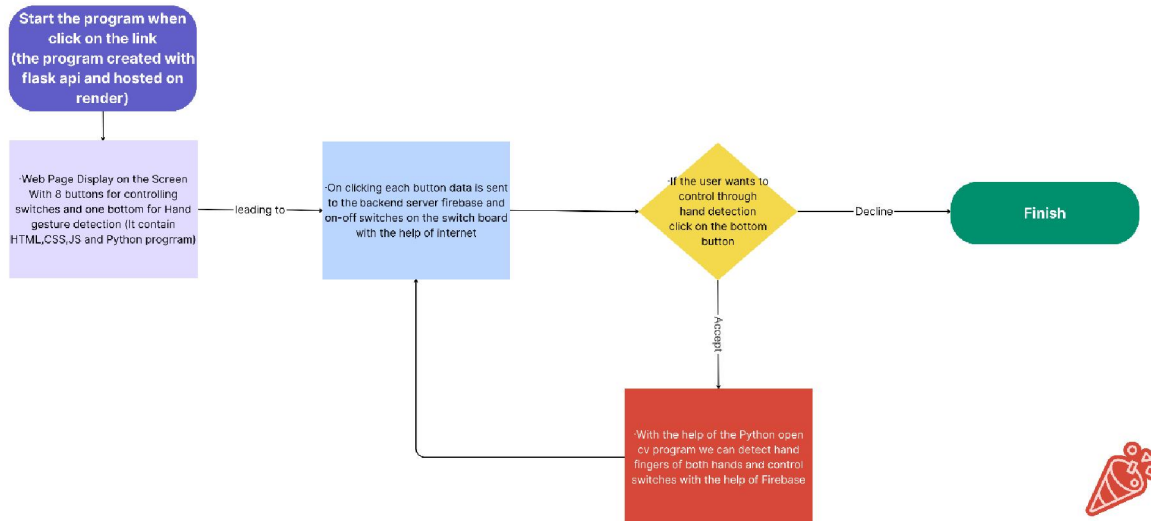 Start the program when
click on the link
(the program created with
flask api and hosted on
render)
·Web Page Display on the Screen
With 8 buttons for controlling
switches and one bottom for Hand
gesture detection (It contain
HTML,CSS,JS and Python progrram)
leading to
·On clicking each button data is sent
to the backend server firebase and
on-off switches on the switch board
with the help of internet
·If the user wants to
control through
hand detection
click on the bottom
button
Decline
Finish
Accept
·With the help of the Python open
cv program we can detect hand
fingers of both hands and control
switches with the help of Firebase